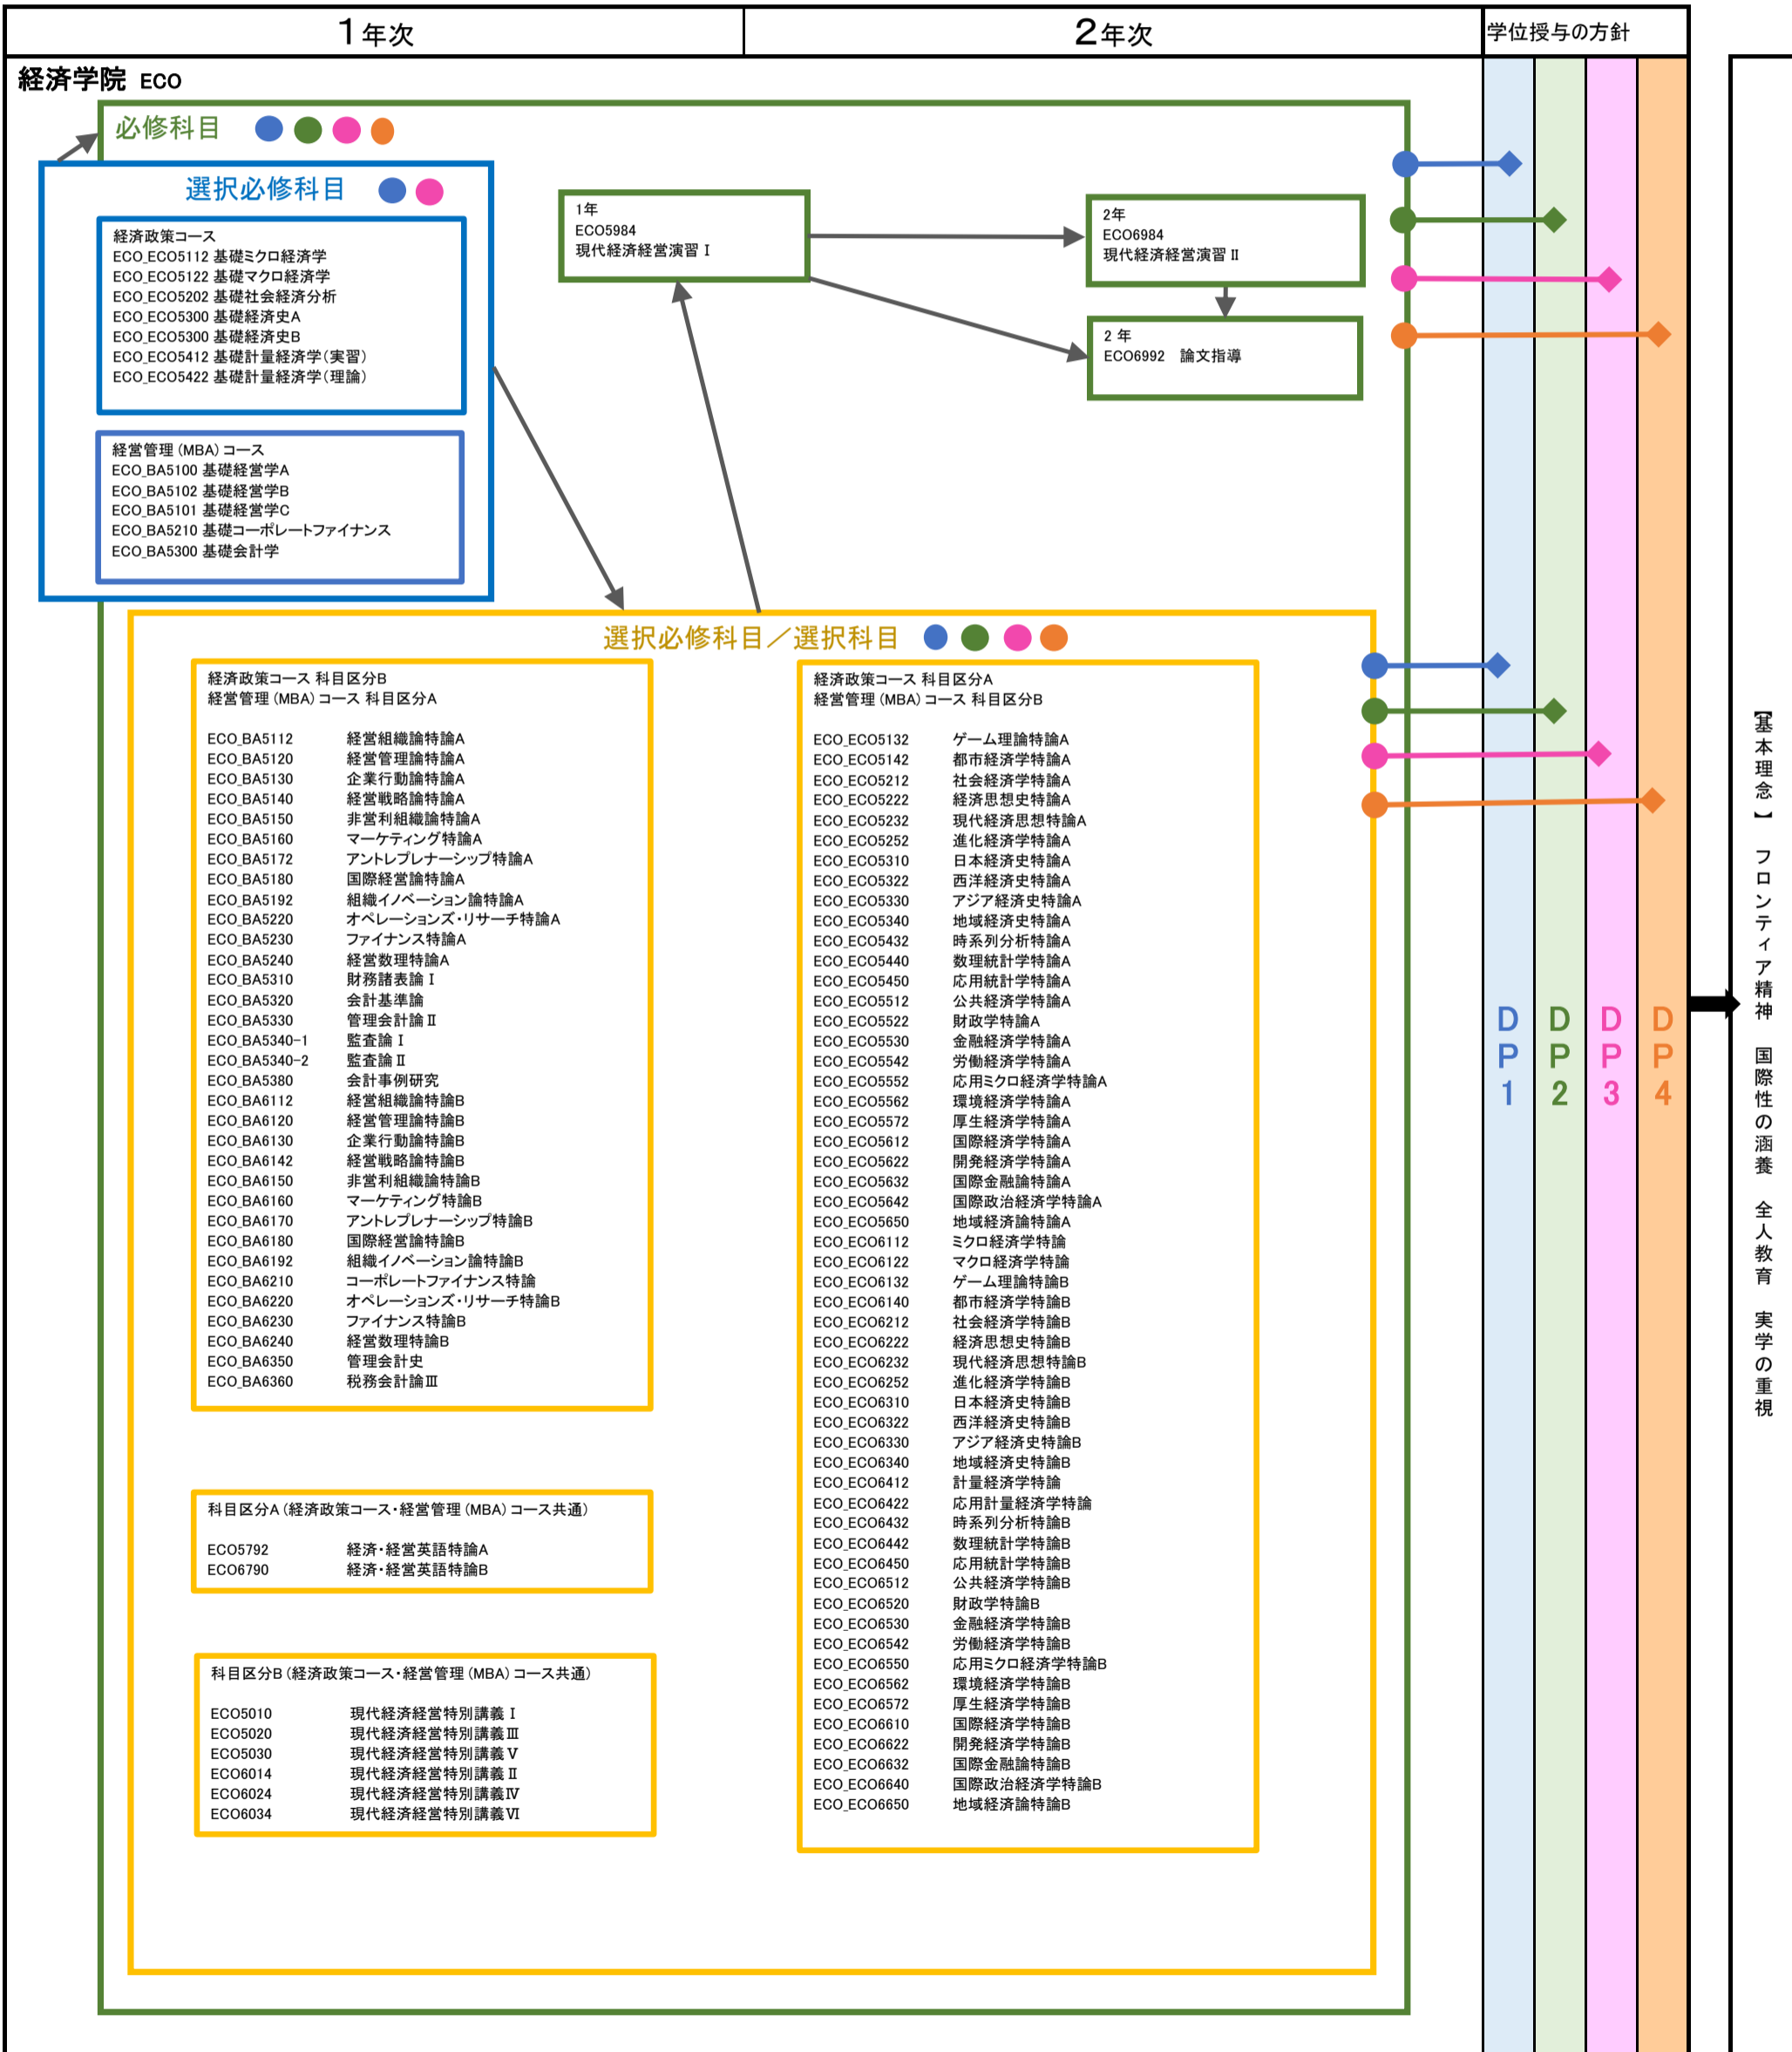 1年次
2年次
学位授与の方針
経済学院 ECO
必修科目
選択必修科目
経済政策コース
ECO_ECO5112 基礎ミクロ経済学
ECO_ECO5122 基礎マクロ経済学
ECO_ECO5202 基礎社会経済分析
ECO_ECO5300 基礎経済史A
ECO_ECO5300 基礎経済史B
ECO_ECO5412 基礎計量経済学(実習)
ECO_ECO5422 基礎計量経済学(理論)
経営管理(MBA)コース
ECO_BA5100 基礎経営学A
ECO_BA5102 基礎経営学B
ECO_BA5101 基礎経営学C
ECO_BA5210 基礎コーポレートファイナンス
ECO_BA5300 基礎会計学
1年
ECO5984
現代経済経営演習Ⅰ
2年
ECO6984
現代経済経営演習Ⅱ
2 年
ECO6992 論文指導
選択必修科目/選択科目
経済政策コース 科目区分B
経営管理(MBA)コース 科目区分A
ECO_BA5112 経営組織論特論A
ECO_BA5120 経営管理論特論A
ECO_BA5130 企業行動論特論A
ECO_BA5140 経営戦略論特論A
ECO_BA5150 非営利組織論特論A
ECO_BA5160 マーケティング特論A
ECO_BA5172 アントレプレナーシップ特論A
ECO_BA5180 国際経営論特論A
ECO_BA5192 組織イノベーション論特論A
ECO_BA5220 オペレーションズ・リサーチ特論A
ECO_BA5230 ファイナンス特論A
ECO_BA5240 経営数理特論A
ECO_BA5310 財務諸表論Ⅰ
ECO_BA5320 会計基準論
ECO_BA5330 管理会計論Ⅱ
ECO_BA5340-1 監査論Ⅰ
ECO_BA5340-2 監査論Ⅱ
ECO_BA5380 会計事例研究
ECO_BA6112 経営組織論特論B
ECO_BA6120 経営管理論特論B
ECO_BA6130 企業行動論特論B
ECO_BA6142 経営戦略論特論B
ECO_BA6150 非営利組織論特論B
ECO_BA6160 マーケティング特論B
ECO_BA6170 アントレプレナーシップ特論B
ECO_BA6180 国際経営論特論B
ECO_BA6192 組織イノベーション論特論B
ECO_BA6210 コーポレートファイナンス特論
ECO_BA6220 オペレーションズ・リサーチ特論B
ECO_BA6230 ファイナンス特論B
ECO_BA6240 経営数理特論B
ECO_BA6350 管理会計史
ECO_BA6360 税務会計論Ⅲ
科目区分A(経済政策コース・経営管理(MBA)コース共通)
ECO5792 経済・経営英語特論A
ECO6790 経済・経営英語特論B
科目区分B(経済政策コース・経営管理(MBA)コース共通)
ECO5010 現代経済経営特別講義Ⅰ
ECO5020 現代経済経営特別講義Ⅲ
ECO5030 現代経済経営特別講義Ⅴ
ECO6014 現代経済経営特別講義Ⅱ
ECO6024 現代経済経営特別講義Ⅳ
ECO6034 現代経済経営特別講義Ⅵ
経済政策コース 科目区分A
経営管理(MBA)コース 科目区分B
ECO_ECO5132 ゲーム理論特論A
ECO_ECO5142 都市経済学特論A
ECO_ECO5212 社会経済学特論A
ECO_ECO5222 経済思想史特論A
ECO_ECO5232 現代経済思想特論A
ECO_ECO5252 進化経済学特論A
ECO_ECO5310 日本経済史特論A
ECO_ECO5322 西洋経済史特論A
ECO_ECO5330 アジア経済史特論A
ECO_ECO5340 地域経済史特論A
ECO_ECO5432 時系列分析特論A
ECO_ECO5440 数理統計学特論A
ECO_ECO5450 応用統計学特論A
ECO_ECO5512 公共経済学特論A
ECO_ECO5522 財政学特論A
ECO_ECO5530 金融経済学特論A
ECO_ECO5542 労働経済学特論A
ECO_ECO5552 応用ミクロ経済学特論A
ECO_ECO5562 環境経済学特論A
ECO_ECO5572 厚生経済学特論A
ECO_ECO5612 国際経済学特論A
ECO_ECO5622 開発経済学特論A
ECO_ECO5632 国際金融論特論A
ECO_ECO5642 国際政治経済学特論A
ECO_ECO5650 地域経済論特論A
ECO_ECO6112 ミクロ経済学特論
ECO_ECO6122 マクロ経済学特論
ECO_ECO6132 ゲーム理論特論B
ECO_ECO6140 都市経済学特論B
ECO_ECO6212 社会経済学特論B
ECO_ECO6222 経済思想史特論B
ECO_ECO6232 現代経済思想特論B
ECO_ECO6252 進化経済学特論B
ECO_ECO6310 日本経済史特論B
ECO_ECO6322 西洋経済史特論B
ECO_ECO6330 アジア経済史特論B
ECO_ECO6340 地域経済史特論B
ECO_ECO6412 計量経済学特論
ECO_ECO6422 応用計量経済学特論
ECO_ECO6432 時系列分析特論B
ECO_ECO6442 数理統計学特論B
ECO_ECO6450 応用統計学特論B
ECO_ECO6512 公共経済学特論B
ECO_ECO6520 財政学特論B
ECO_ECO6530 金融経済学特論B
ECO_ECO6542 労働経済学特論B
ECO_ECO6550 応用ミクロ経済学特論B
ECO_ECO6562 環境経済学特論B
ECO_ECO6572 厚生経済学特論B
ECO_ECO6610 国際経済学特論B
ECO_ECO6622 開発経済学特論B
ECO_ECO6632 国際金融論特論B
ECO_ECO6640 国際政治経済学特論B
ECO_ECO6650 地域経済論特論B
DP1
DP2
DP3
DP4
【基本理念】 フロンティア精神 国際性の涵養 全人教育 実学の重視